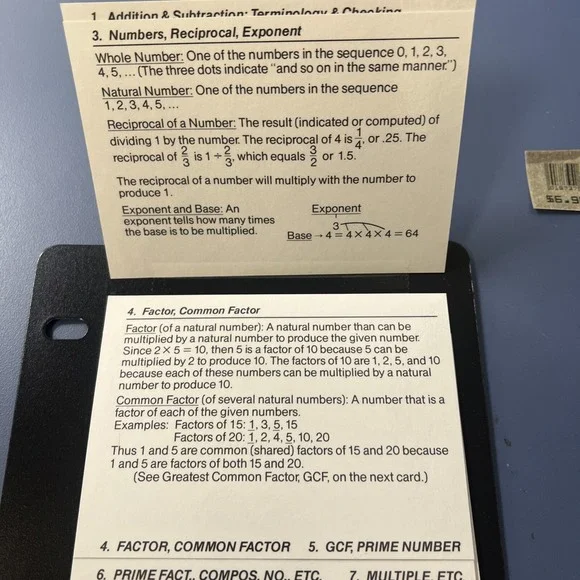 1. Addition & Subtraction: Terminology & Checking
3. Numbers, Reciprocal, Exponent
Whole Number: One of the numbers in the sequence 0, 1, 2, 3,
4, 5, ... (The three dots indicate "and so on in the same manner.")
Natural Number: One of the numbers in the sequence
1, 2, 3, 4, 5, ...
Reciprocal of a Number: The result (indicated or computed) of
dividing 1 by the number. The reciprocal of 4 is 1/4, or .25. The
reciprocal of 2/3 is 1 ÷ 2/3, which equals 3/2 or 1.5.
The reciprocal of a number will multiply with the number to
produce 1.
Exponent and Base: An
exponent tells how many times
the base is to be multiplied.
Exponent
3
Base → 4 = 4 × 4 × 4 = 64
4. Factor, Common Factor
Factor (of a natural number): A natural number than can be
multiplied by a natural number to produce the given number.
Since 2 × 5 = 10, then 5 is a factor of 10 because 5 can be
multiplied by 2 to produce 10. The factors of 10 are 1, 2, 5, and 10
because each of these numbers can be multiplied by a natural
number to produce 10.
Common Factor (of several natural numbers): A number that is a
factor of each of the given numbers.
Examples: Factors of 15: 1, 3, 5, 15
Factors of 20: 1, 2, 4, 5, 10, 20
Thus 1 and 5 are common (shared) factors of 15 and 20 because
1 and 5 are factors of both 15 and 20.
(See Greatest Common Factor, GCF, on the next card.)
4. FACTOR, COMMON FACTOR 5. GCF, PRIME NUMBER
6. PRIME FACT., COMPOS. NO., ETC. 7. MULTIPLE, ETC